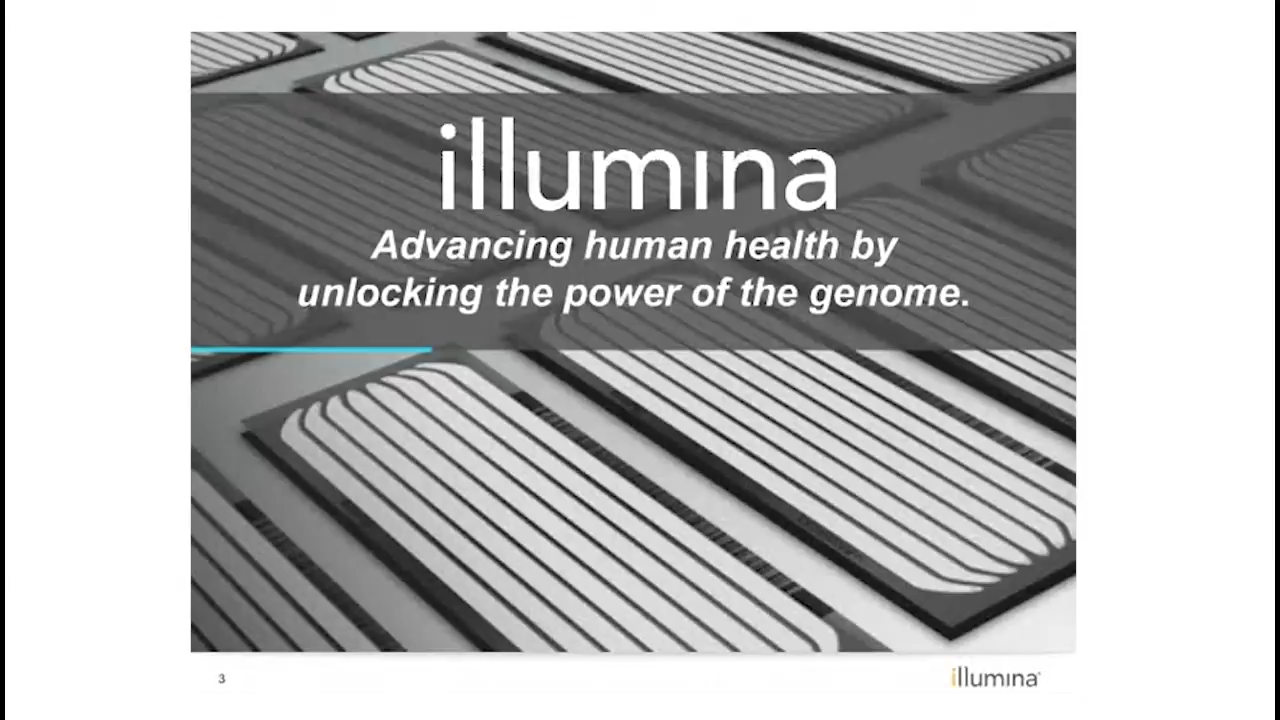 illumina
Advancing human health by
unlocking the power of the genome.
3
illumina